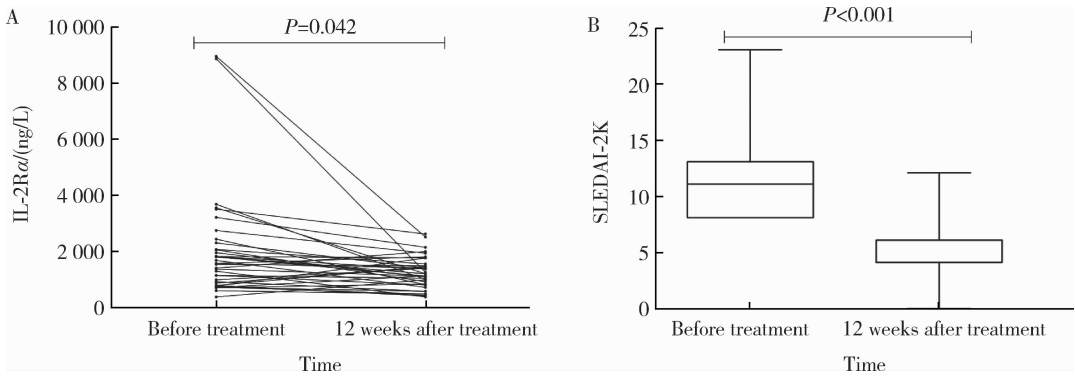 A
10 000
8 000
6 000
4 000
2 000
0
IL-2Rα/(ng/L)
P=0.042
Before treatment
12 weeks after treatment
Time
B
25
20
15
10
5
0
SLEDAI-2K
P<0.001
Before treatment
12 weeks after treatment
Time